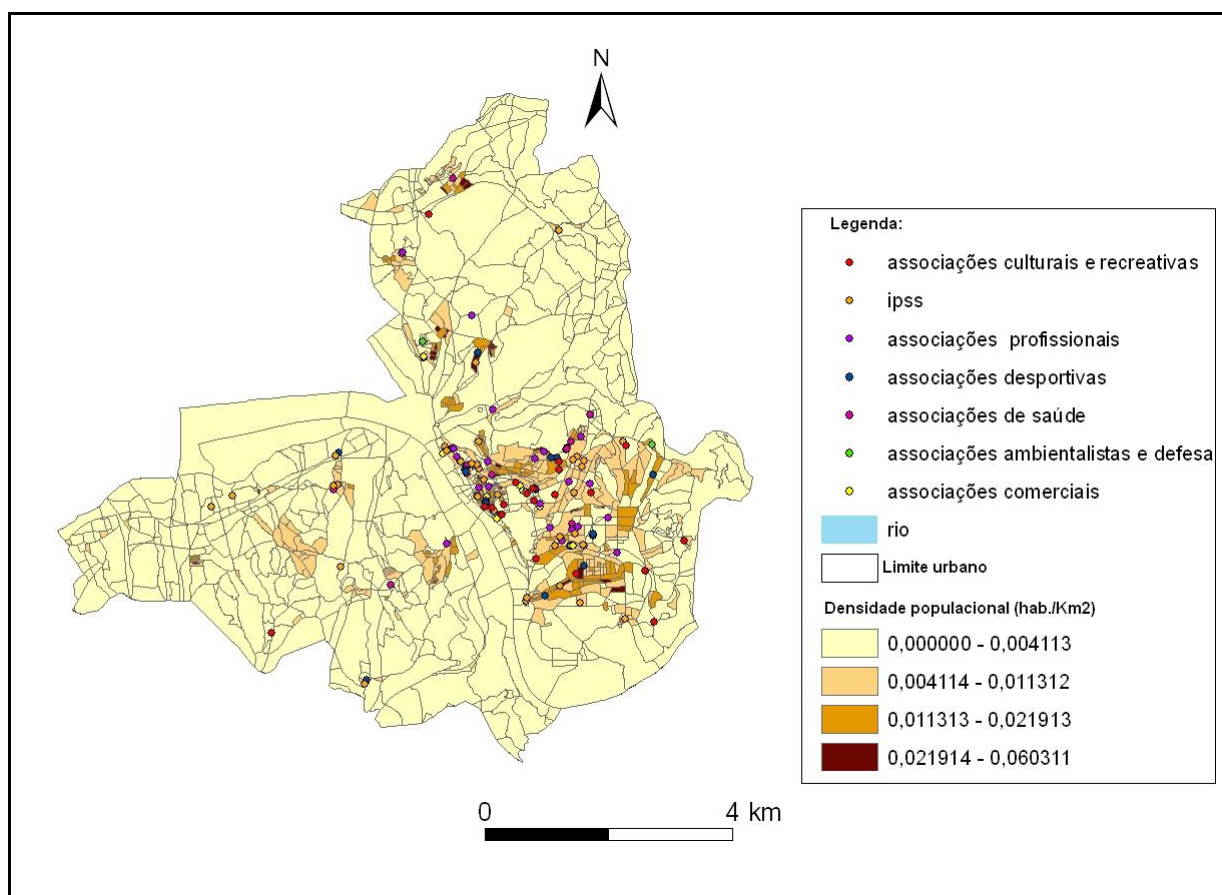 N
Legenda:
associações culturais e recreativas
ipss
associações profissionais
associações desportivas
associações de saúde
associações ambientalistas e defesa
associações comerciais
rio
Limite urbano
Densidade populacional (hab./Km2)
0,000000 - 0,004113
0,004114 - 0,011312
0,011313 - 0,021913
0,021914 - 0,060311
0 4 km